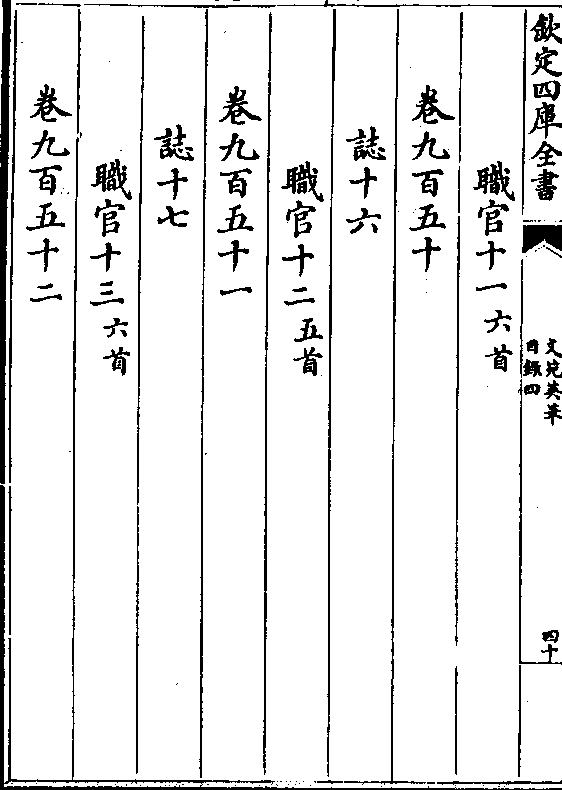 欽定四庫全書
文苑英華
目録四
四十
職官十一六首
卷九百五十
誌十六
職官十二五首
卷九百五十一
誌十七
職官十三六首
卷九百五十二